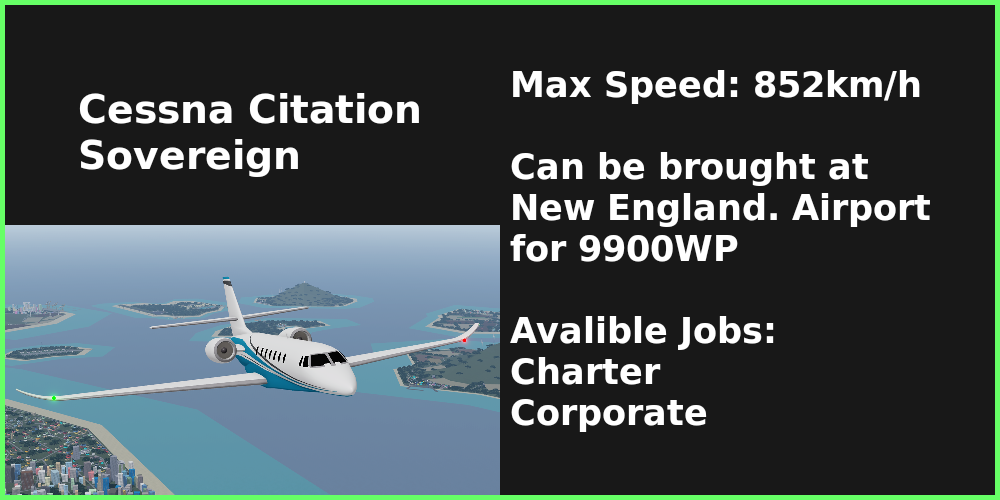 Cessna Citation
Sovereign
Max Speed: 852km/h
Can be brought at
New England. Airport
for 9900WP
Avalible Jobs:
Charter
Corporate